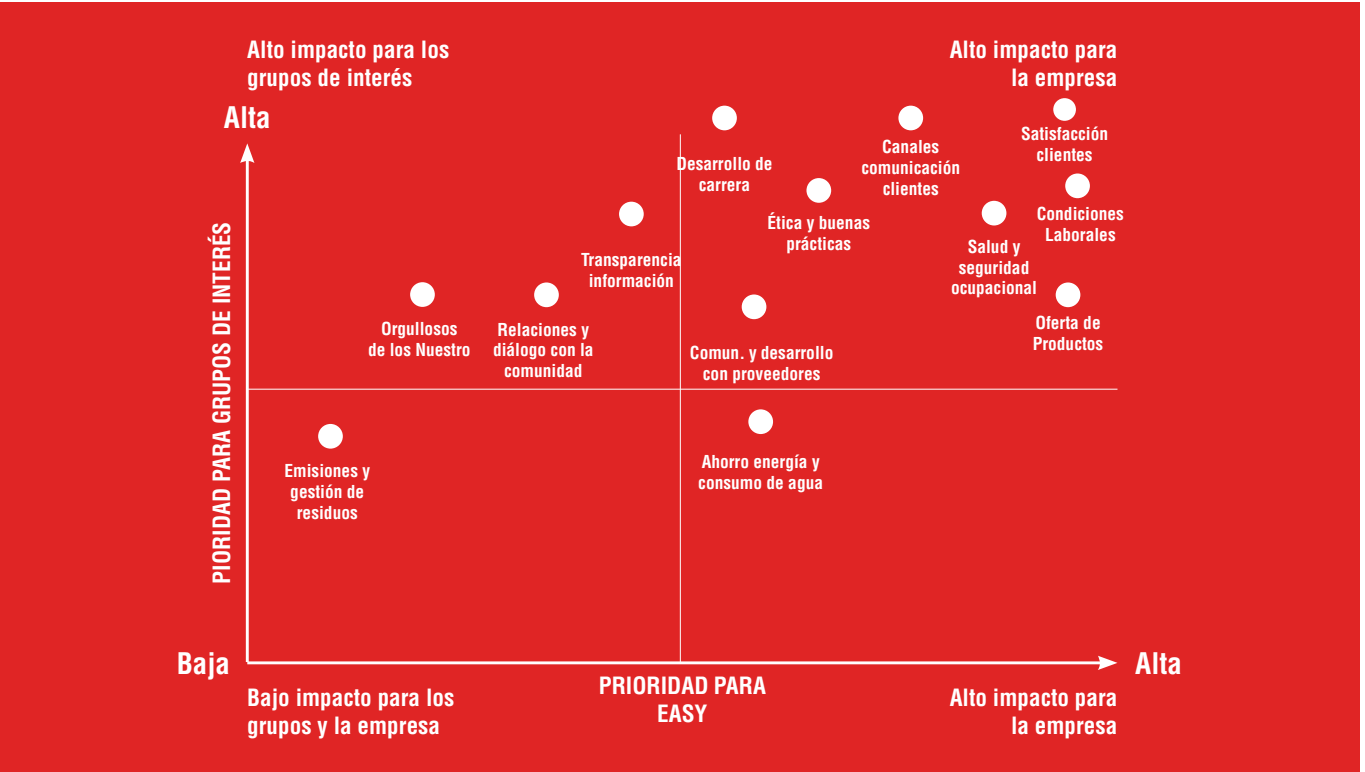 Alto impacto para los
grupos de interés
Alto impacto para
la empresa
Alta
PIORIDAD PARA GRUPOS DE INTERÉS
Desarrollo de
carrera
Canales
comunicación
clientes
Satisfacción
clientes
Ética y buenas
prácticas
Condiciones
Laborales
Transparencia
información
Salud y
seguridad
ocupacional
Orgullosos
de los Nuestro
Relaciones y
diálogo con la
comunidad
Comun. y desarrollo
con proveedores
Oferta de
Productos
Emisiones y
gestión de
residuos
Ahorro energía y
consumo de agua
Baja
Alta
Bajo impacto para los
grupos y la empresa
PRIORIDAD PARA
EASY
Alto impacto para
la empresa